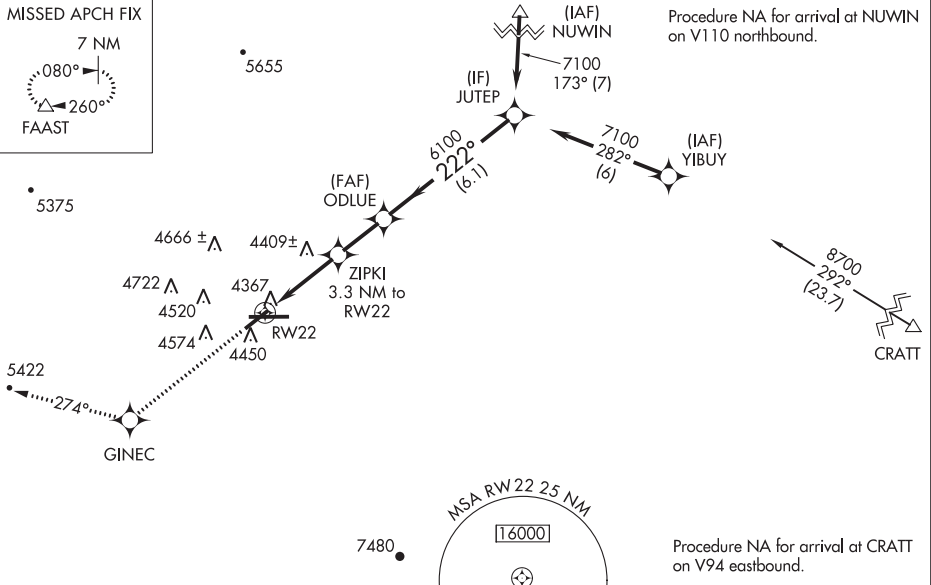 MISSED APCH FIX
7 NM
080°
260°
FAAST
5655
(IAF)
NUWIN
7100
173° (7)
Procedure NA for arrival at NUWIN
on V110 northbound.
(IF)
JUTEP
6100
222°
(6.1)
7100
282°
(6)
(IAF)
YIBUY
5375
(FAF)
ODLUE
4666 ±
4409±
ZIPKI
3.3 NM to
RW22
4722
4520
4367
4574
4450
RW22
8700
292°
(23.7)
CRATT
5422
274°
GINEC
MSA RW22 25 NM
16000
7480
Procedure NA for arrival at CRATT
on V94 eastbound.